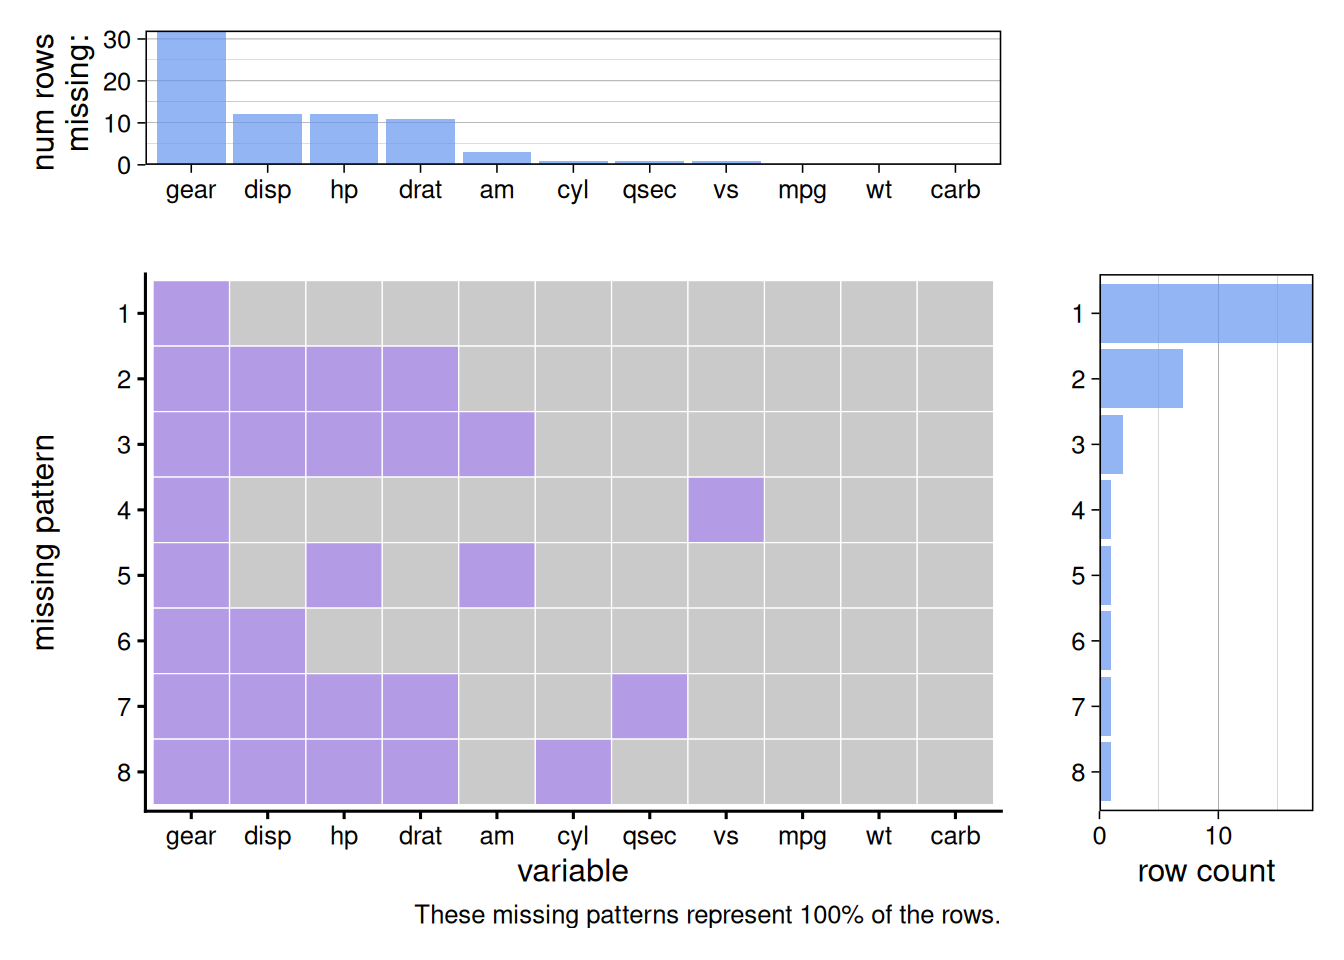 num rows
missing:
30
20
10
0
gear disp hp drat am cyl qsec vs mpg wt carb
missing pattern
1
2
3
4
5
6
7
8
gear disp hp drat am cyl qsec vs mpg wt carb
variable
These missing patterns represent 100% of the rows.
1
2
3
4
5
6
7
8
0 10
row count